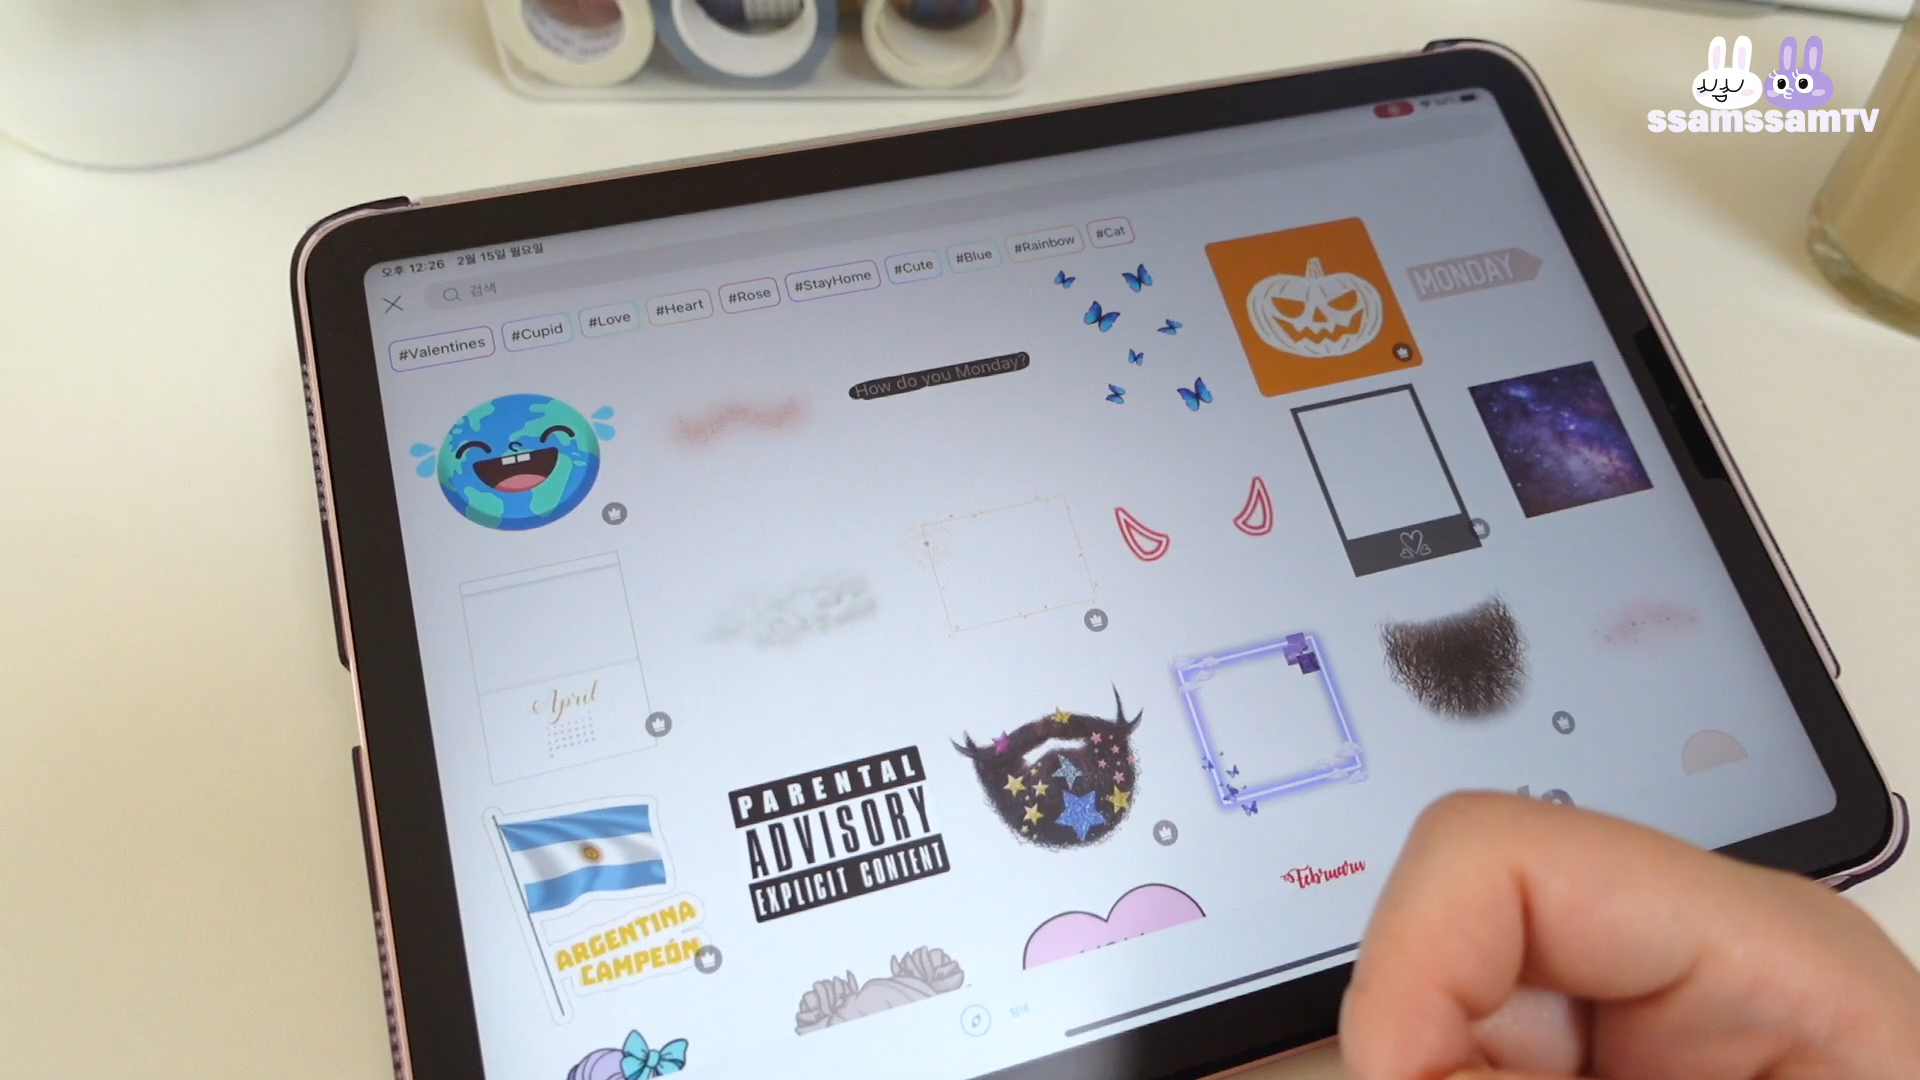 ssamssamTV
오후 12:26 2월 15일 월요일
검색
#Valentines #Cupid #Love #Heart #Rose #StayHome #Cute #Blue #Rainbow #Cat
How do you Monday?
MONDAY
April
PARENTAL
ADVISORY
EXPLICIT CONTENT
ARGENTINA
CAMPEÓN
February